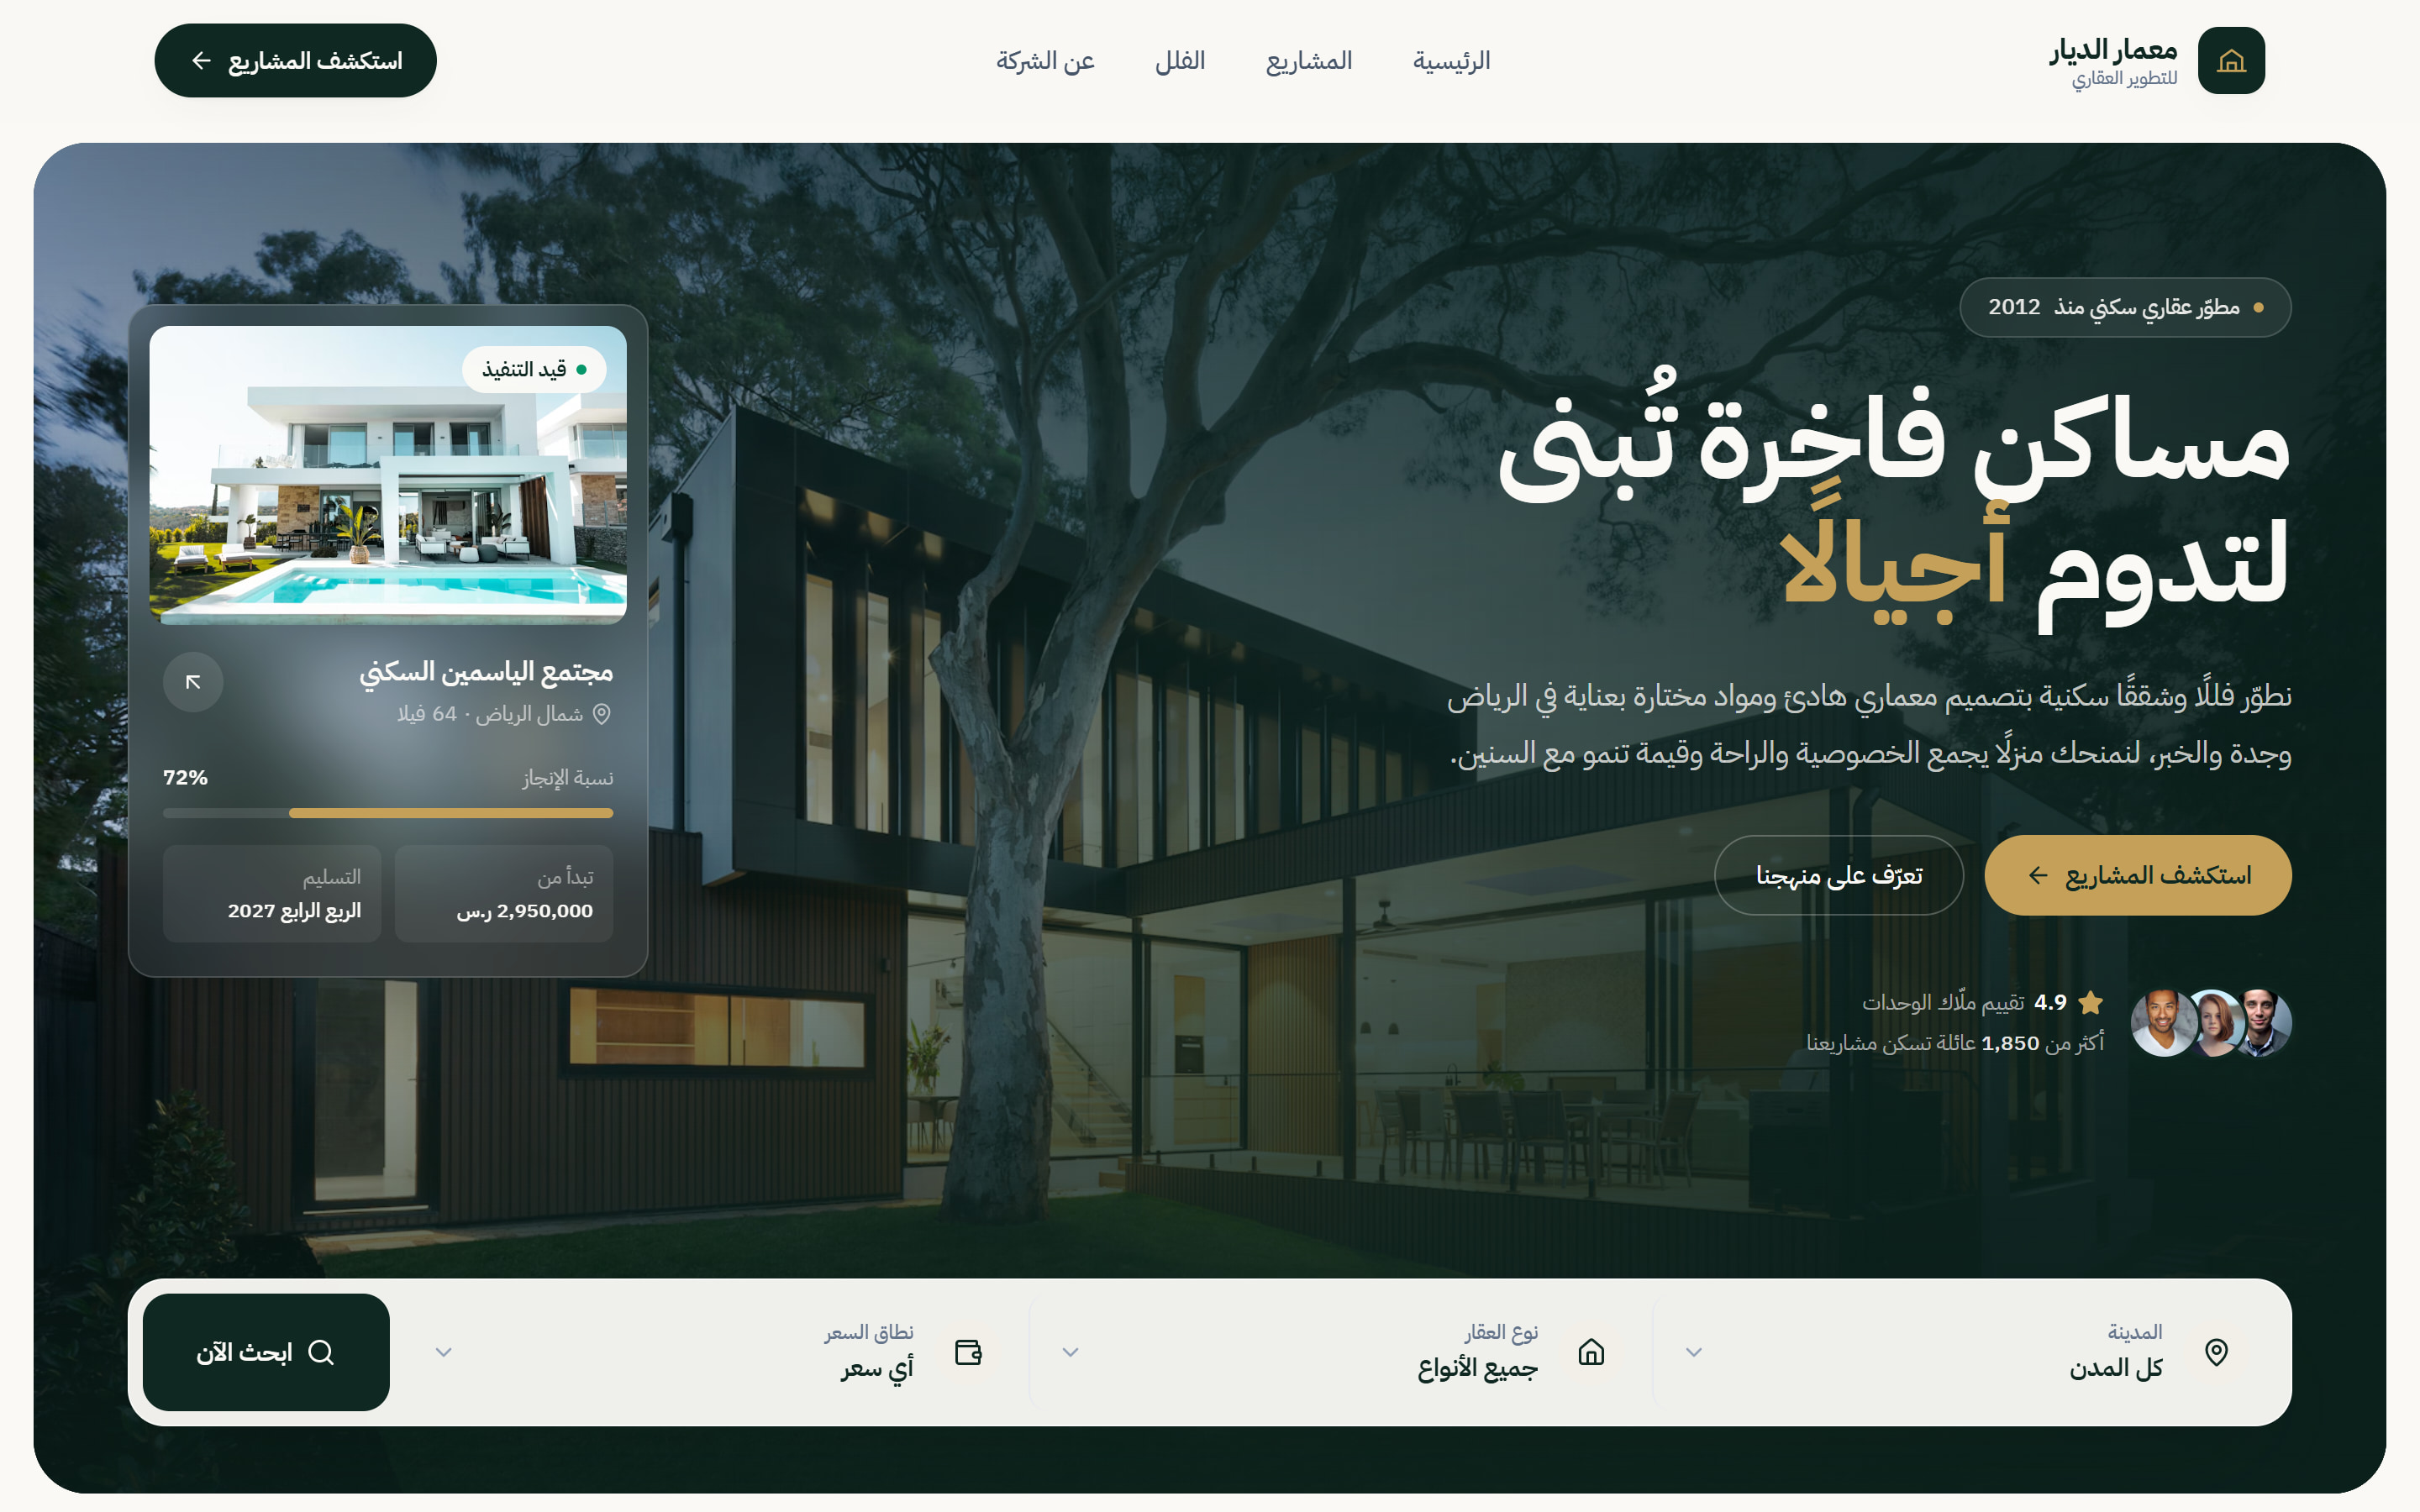 معمار الديار
للتطوير العقاري
الرئيسية
المشاريع
الفلل
عن الشركة
استكشف المشاريع
مطوّر عقاري سكني منذ 2012
مساكن فاخرة تُبنى
لتدوم أجيالًا
نطوّر فللًا وشققًا سكنية بتصميم معماري هادئ ومواد مختارة بعناية في الرياض
وجدة والخبر، لنمنحك منزلًا يجمع الخصوصية والراحة وقيمة تنمو مع السنين.
استكشف المشاريع
تعرّف على منهجنا
4.9 تقييم ملّاك الوحدات
أكثر من 1,850 عائلة تسكن مشاريعنا
قيد التنفيذ
مجتمع الياسمين السكني
شمال الرياض · 64 فيلا
نسبة الإنجاز
72%
تبدأ من
2,950,000 ر.س
التسليم
الربع الرابع 2027
المدينة
كل المدن
نوع العقار
جميع الأنواع
نطاق السعر
أي سعر
ابحث الآن